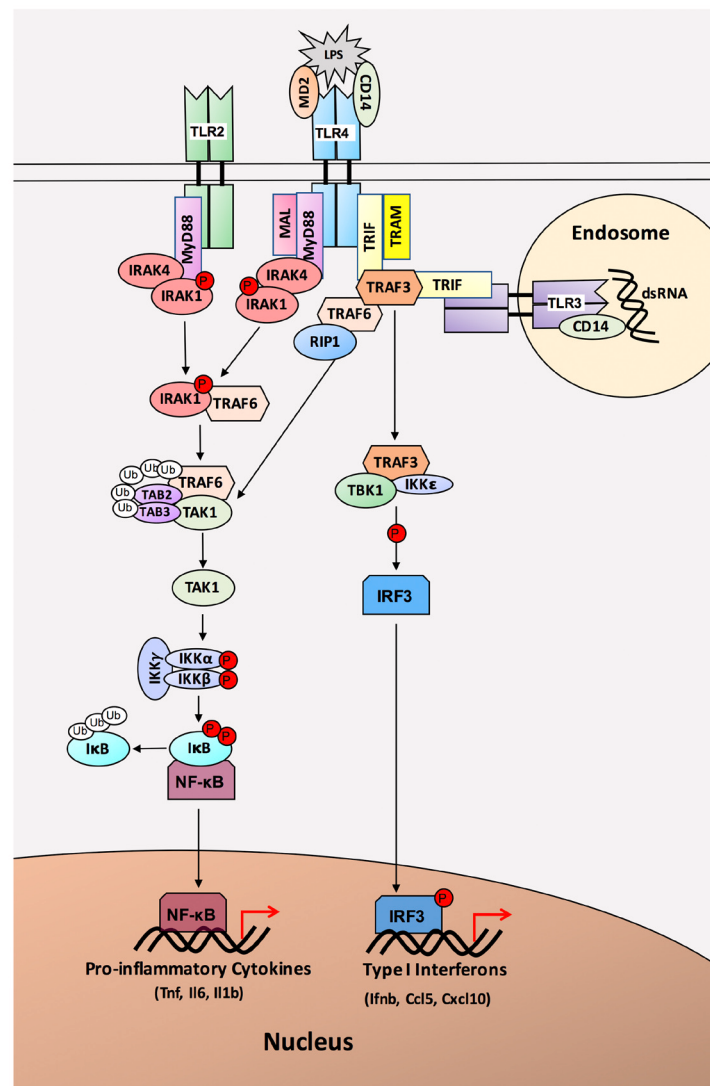 LPS
MD2
CD14
TLR2
TLR4
MyD88
MAL
MyD88
TRIF
TRAM
Endosome
IRAK4
IRAK1
P
IRAK4
P
IRAK1
TRAF3
TRIF
TLR3
dsRNA
CD14
TRAF6
RIP1
P
IRAK1
TRAF6
Ub
Ub
Ub
TRAF6
Ub
TAB2
Ub
TAB3
TAK1
TRAF3
TBK1
IKKε
P
TAK1
IRF3
IKKγ
IKKα
P
IKKβ
P
Ub
Ub
Ub
IκB
P
P
IκB
NF-κB
NF-κB
P
IRF3
Pro-inflammatory Cytokines
(Tnf, Il6, Il1b)
Type I Interferons
(Ifnb, Ccl5, Cxcl10)
Nucleus